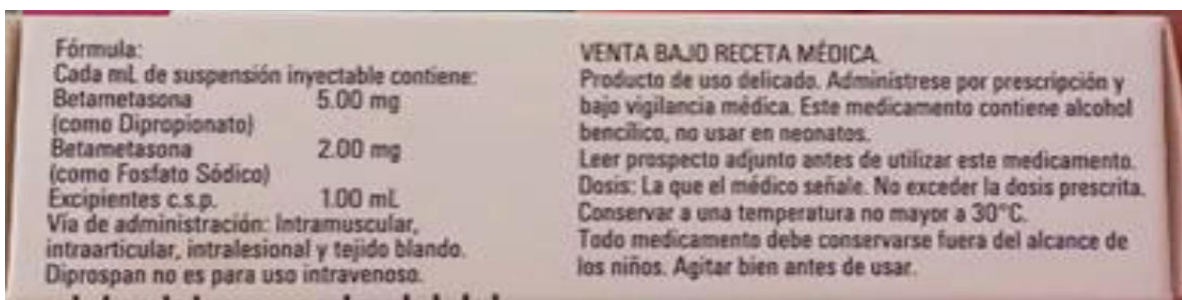 Fórmula:
Cada mL de suspensión inyectable contiene:
Betametasona 5.00 mg
(como Dipropionato)
Betametasona 2.00 mg
(como Fosfato Sódico)
Excipientes c.s.p. 1.00 mL
Vía de administración: Intramuscular,
intraarticular, intralesional y tejido blando.
Diprospan no es para uso intravenoso.
VENTA BAJO RECETA MÉDICA.
Producto de uso delicado. Adminístrese por prescripción y
bajo vigilancia médica. Este medicamento contiene alcohol
bencílico, no usar en neonatos.
Leer prospecto adjunto antes de utilizar este medicamento.
Dosis: La que el médico señale. No exceder la dosis prescrita.
Conservar a una temperatura no mayor a 30°C.
Todo medicamento debe conservarse fuera del alcance de
los niños. Agitar bien antes de usar.